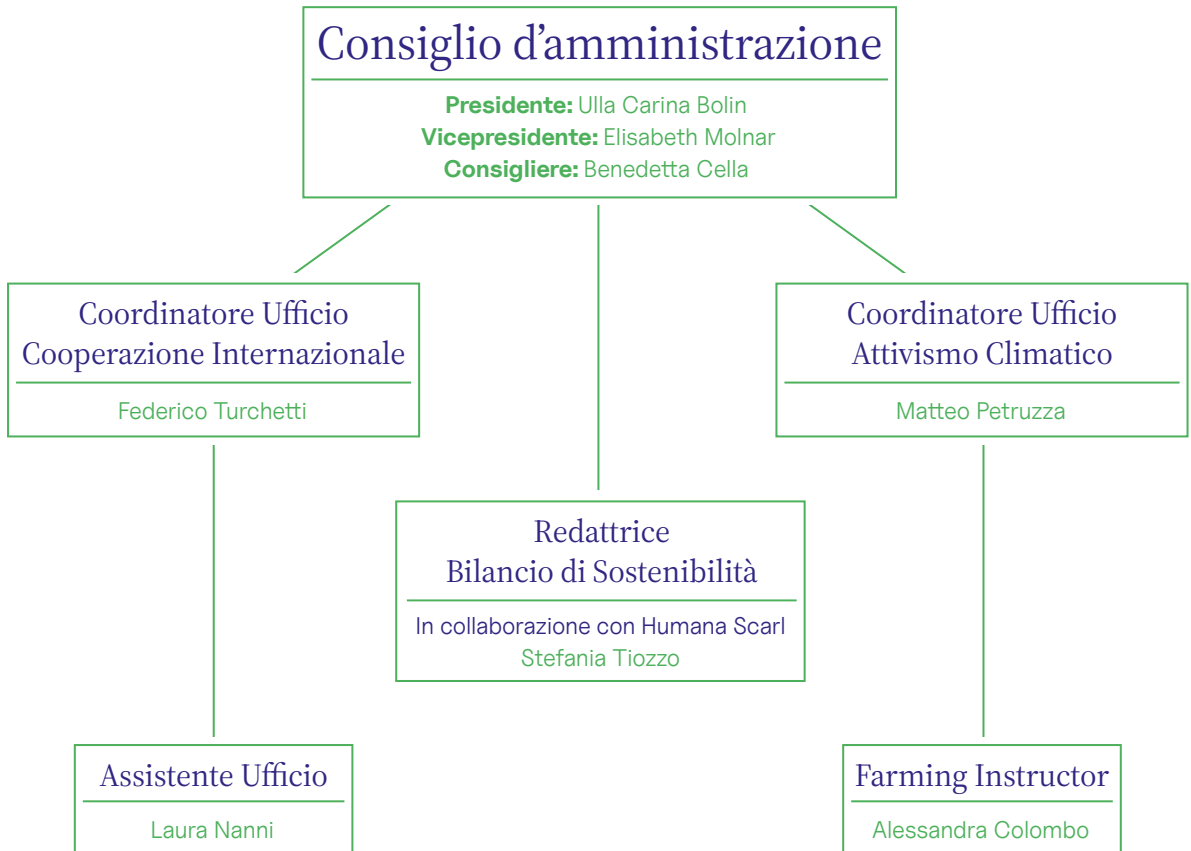 Consiglio d’amministrazione
Presidente: Ulla Carina Bolin
Vicepresidente: Elisabeth Molnar
Consigliere: Benedetta Cella
Coordinatore Ufficio
Cooperazione Internazionale
Federico Turchetti
Coordinatore Ufficio
Attivismo Climatico
Matteo Petruzza
Redattrice
Bilancio di Sostenibilità
In collaborazione con Humana Scarl
Stefania Tiozzo
Assistente Ufficio
Laura Nanni
Farming Instructor
Alessandra Colombo